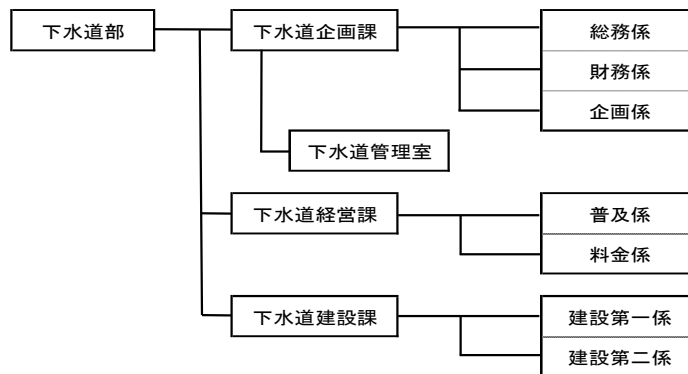 下水道部
下水道企画課
総務係
財務係
企画係
下水道管理室
下水道経営課
普及係
料金係
下水道建設課
建設第一係
建設第二係